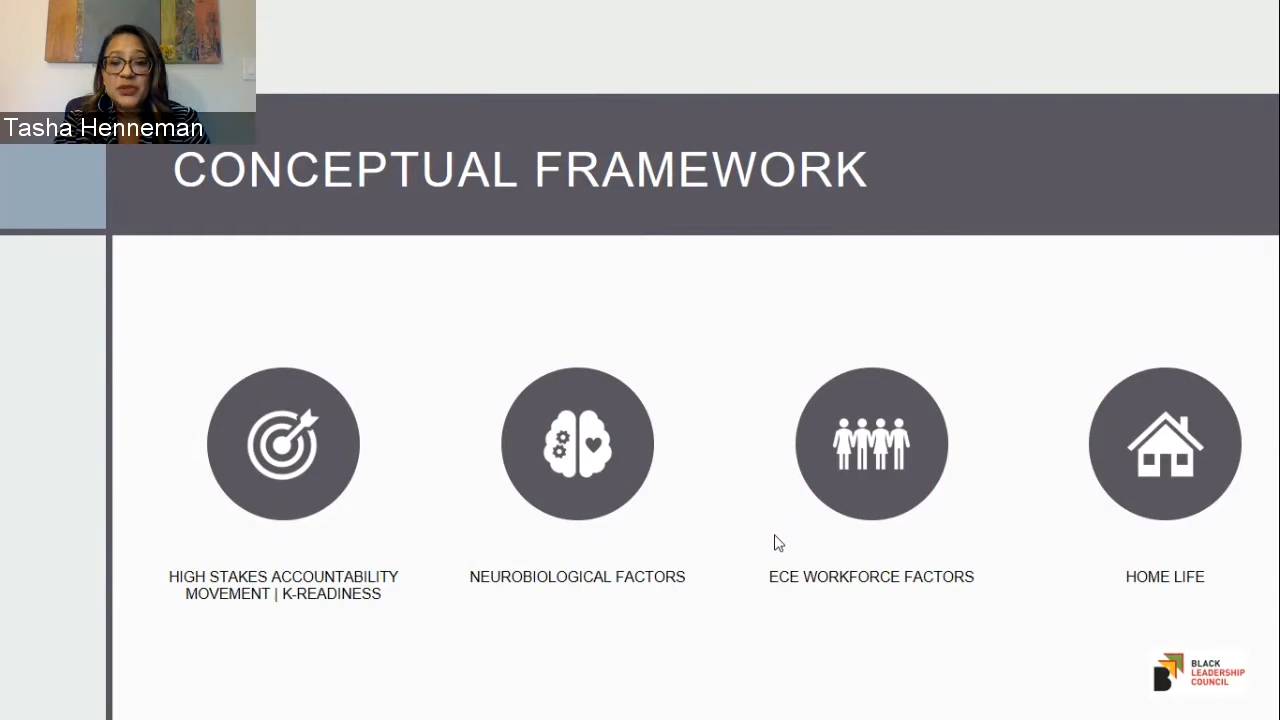 Tasha Henneman
CONCEPTUAL FRAMEWORK
HIGH STAKES ACCOUNTABILITY
MOVEMENT | K-READINESS
NEUROBIOLOGICAL FACTORS
ECE WORKFORCE FACTORS
HOME LIFE
B
BLACK
LEADERSHIP
COUNCIL